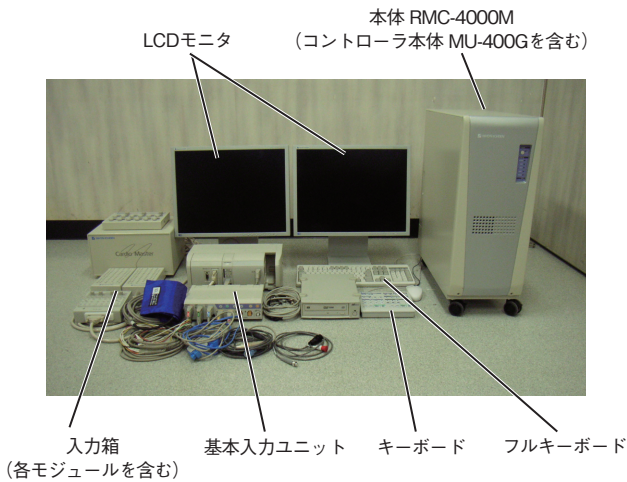 本体 RMC-4000M
LCDモニタ
（コントローラ本体 MU-400Gを含む）
Cardio Master
入力箱
基本入力ユニット
キーボード
フルキーボード
（各モジュールを含む）